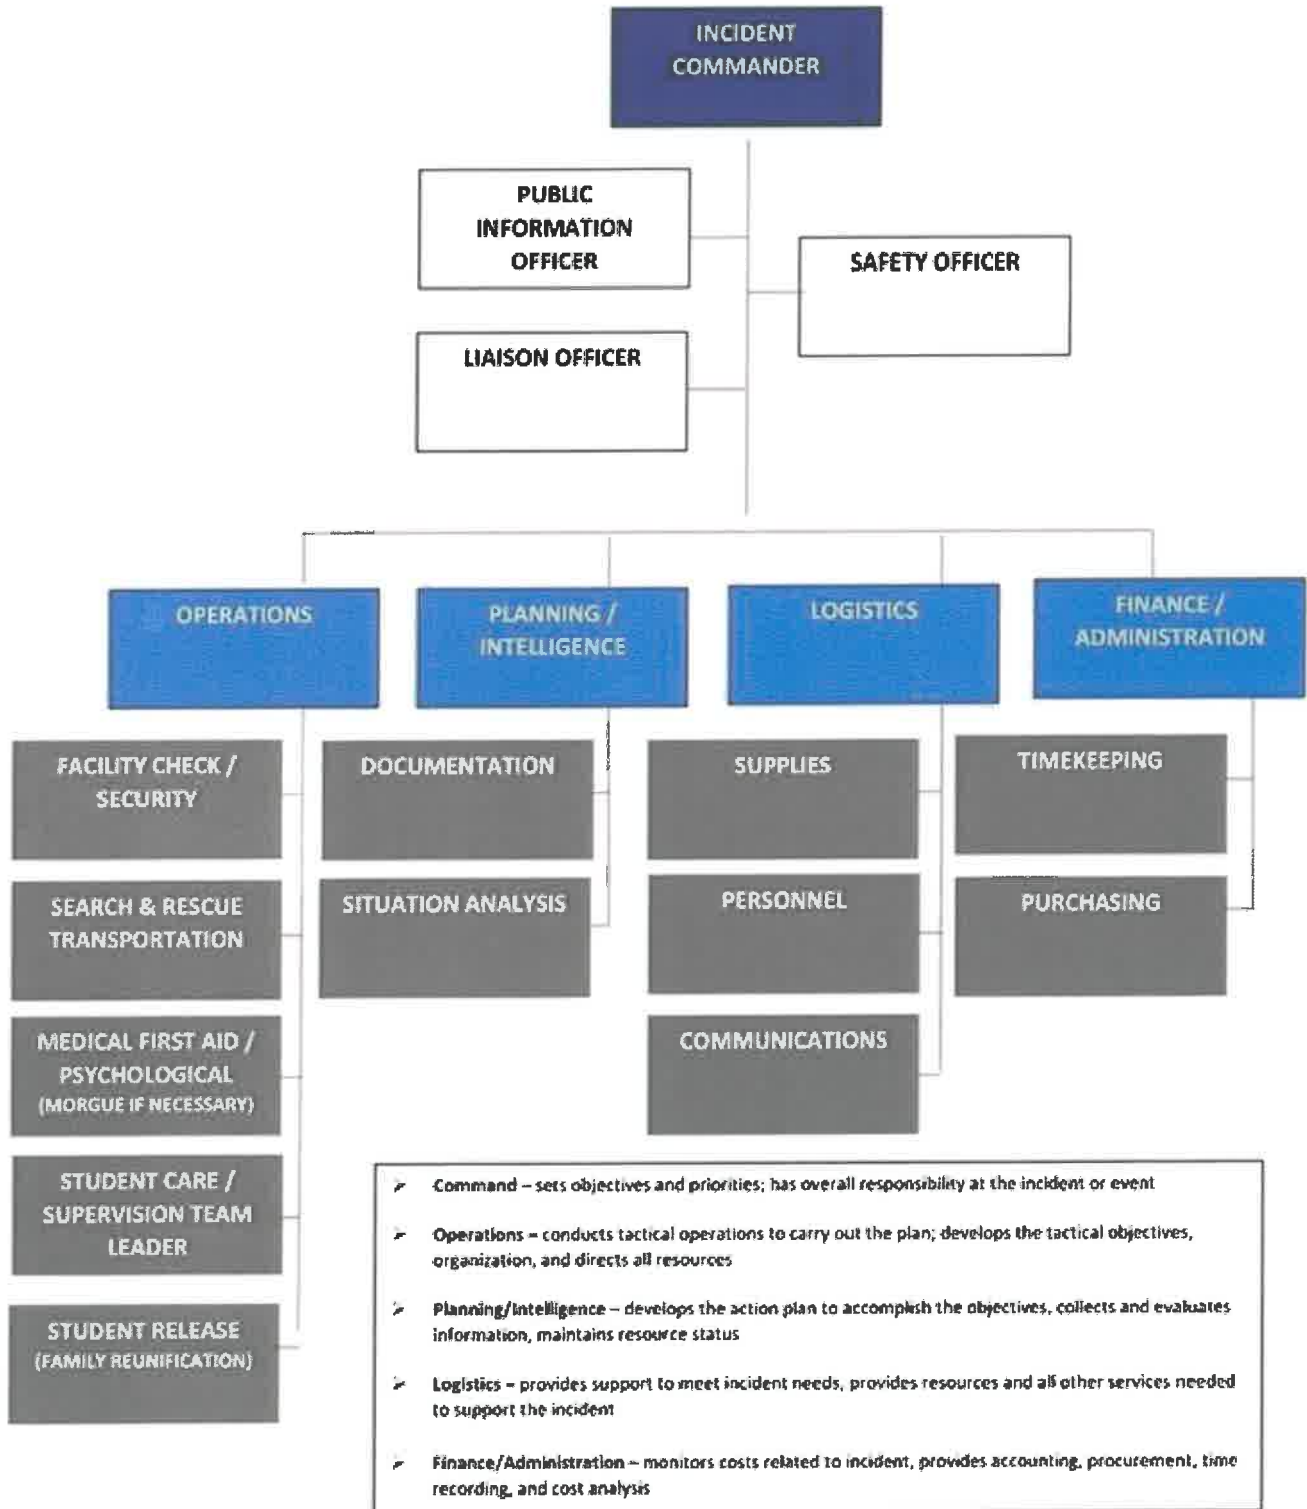 INCIDENT
COMMANDER
PUBLIC
INFORMATION
OFFICER
SAFETY OFFICER
LIAISON OFFICER
OPERATIONS
PLANNING /
INTELLIGENCE
LOGISTICS
FINANCE /
ADMINISTRATION
FACILITY CHECK /
SECURITY
DOCUMENTATION
SUPPLIES
TIMEKEEPING
SEARCH & RESCUE
TRANSPORTATION
SITUATION ANALYSIS
PERSONNEL
PURCHASING
MEDICAL FIRST AID /
PSYCHOLOGICAL
(MORGUE IF NECESSARY)
COMMUNICATIONS
STUDENT CARE /
SUPERVISION TEAM
LEADER
STUDENT RELEASE
(FAMILY REUNIFICATION)
➢ Command – sets objectives and priorities; has overall responsibility at the incident or event
➢ Operations – conducts tactical operations to carry out the plan; develops the tactical objectives,
organization, and directs all resources
➢ Planning/Intelligence – develops the action plan to accomplish the objectives, collects and evaluates
information, maintains resource status
➢ Logistics – provides support to meet incident needs, provides resources and all other services needed
to support the incident
➢ Finance/Administration – monitors costs related to incident, provides accounting, procurement, time
recording, and cost analysis